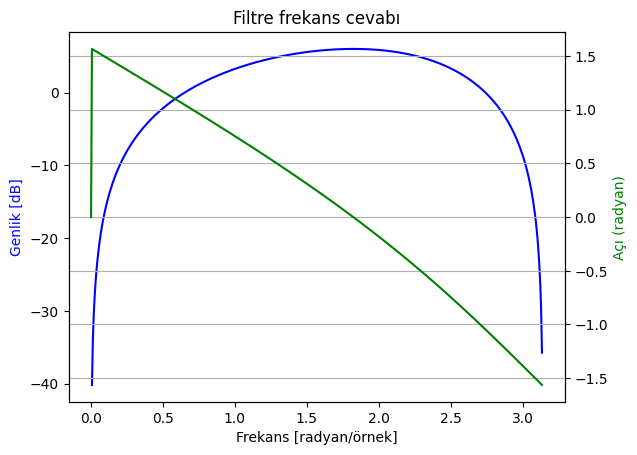 Filtre frekans cevabı
Genlik [dB]
0
−10
−20
−30
−40
1.5
1.0
0.5
0.0
−0.5
−1.0
−1.5
Açı (radyan)
0.0 0.5 1.0 1.5 2.0 2.5 3.0
Frekans [radyan/örnek]